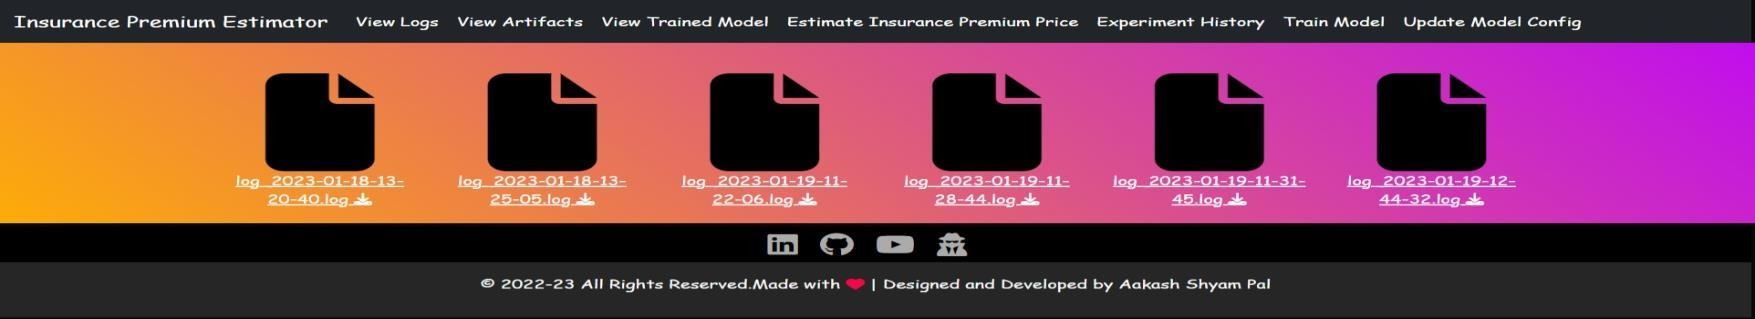 Insurance Premium Estimator View Logs View Artifacts View Trained Model Estimate Insurance Premium Price Experiment History Train Model Update Model Config
log_2023-01-18-13-
20-40.log
log_2023-01-18-13-
25-05.log
log_2023-01-19-11-
22-06.log
log_2023-01-19-11-
28-44.log
log_2023-01-19-11-31-
45.log
log_2023-01-19-12-
44-32.log
in
© 2022-23 All Rights Reserved.Made with ❤ | Designed and Developed by Aakash Shyam Pal